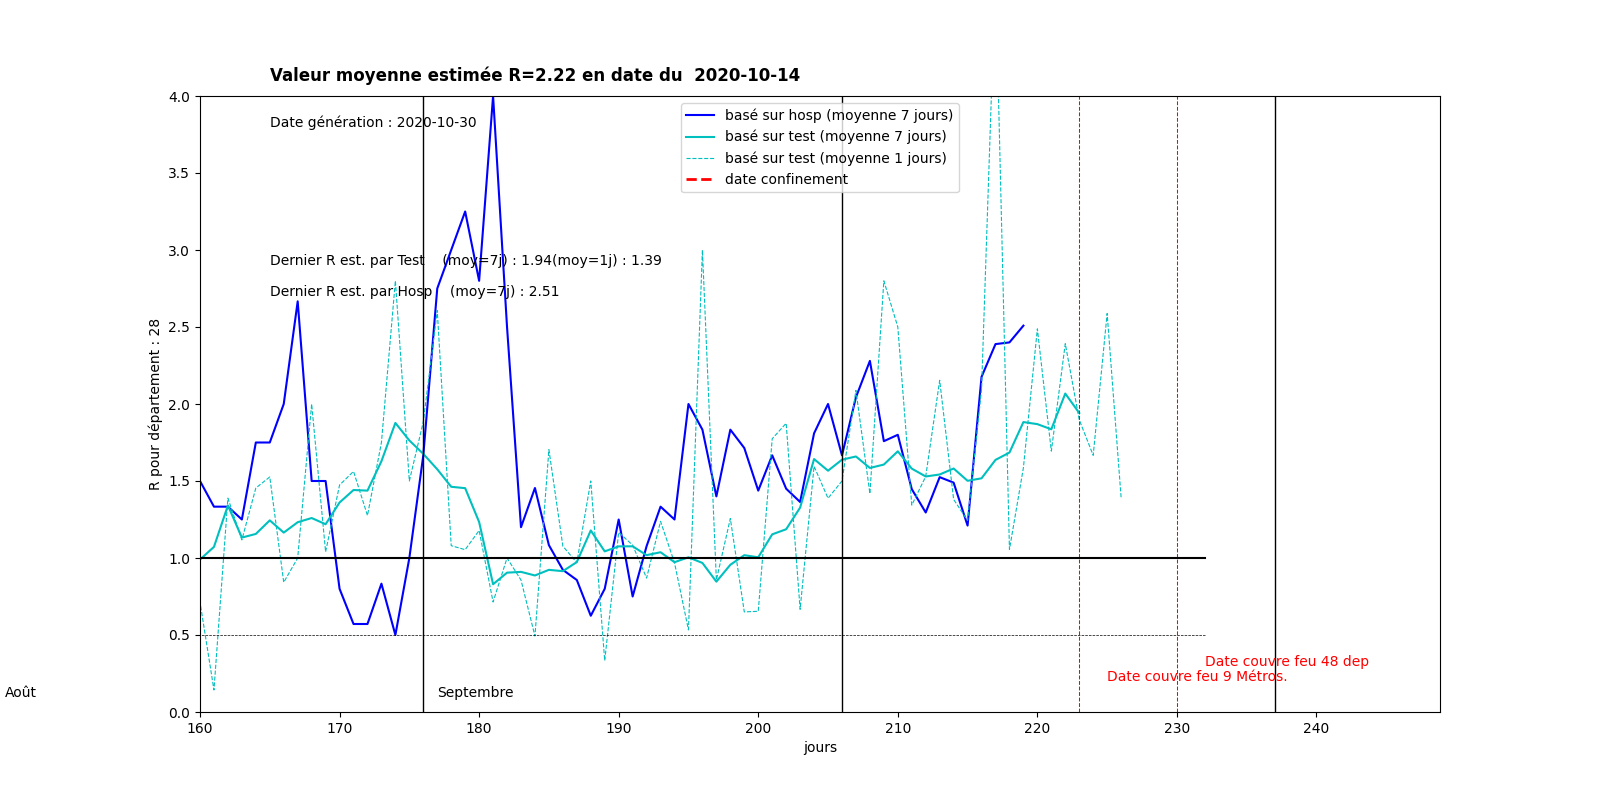 Valeur moyenne estimée R=2.22 en date du  2020-10-14
Date génération : 2020-10-30
basé sur hosp (moyenne 7 jours)
basé sur test (moyenne 7 jours)
basé sur test (moyenne 1 jours)
date confinement
Dernier R est. par Test    (moy=7j) : 1.94(moy=1j) : 1.39
Dernier R est. par Hosp    (moy=7j) : 2.51
R pour département : 28
4.0
3.5
3.0
2.5
2.0
1.5
1.0
0.5
0.0
Date couvre feu 48 dep
Date couvre feu 9 Métros.
Août
Septembre
160 170 180 190 200 210 220 230 240
jours